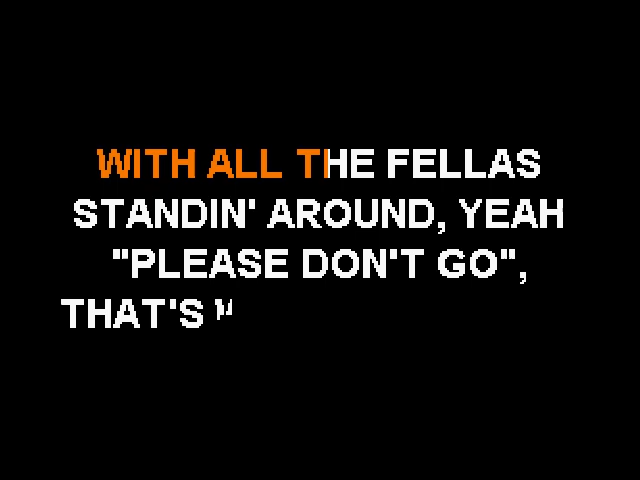 WITH ALL THE FELLAS
STANDIN' AROUND, YEAH
"PLEASE DON'T GO",
THAT'S